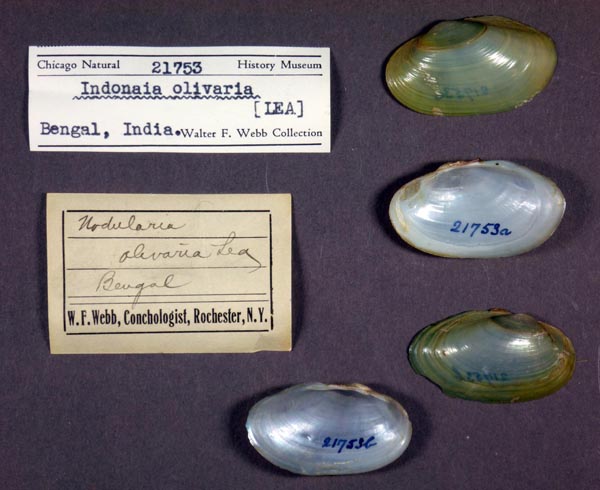 Chicago Natural 21753 History Museum
Indonaia olivaria
[LEA]
Bengal, India. Walter F. Webb Collection
Nodularia
olivaria Lea
Bengal
W. F. Webb, Conchologist, Rochester, N. Y.
21753a
21753b